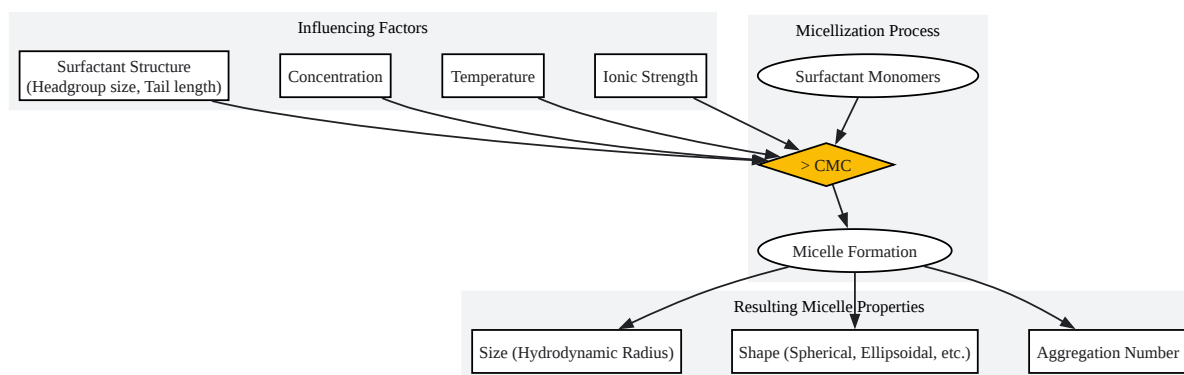 Influencing Factors
Surfactant Structure
(Headgroup size, Tail length)
Concentration
Temperature
Ionic Strength
Micellization Process
Surfactant Monomers
> CMC
Micelle Formation
Resulting Micelle Properties
Size (Hydrodynamic Radius)
Shape (Spherical, Ellipsoidal, etc.)
Aggregation Number